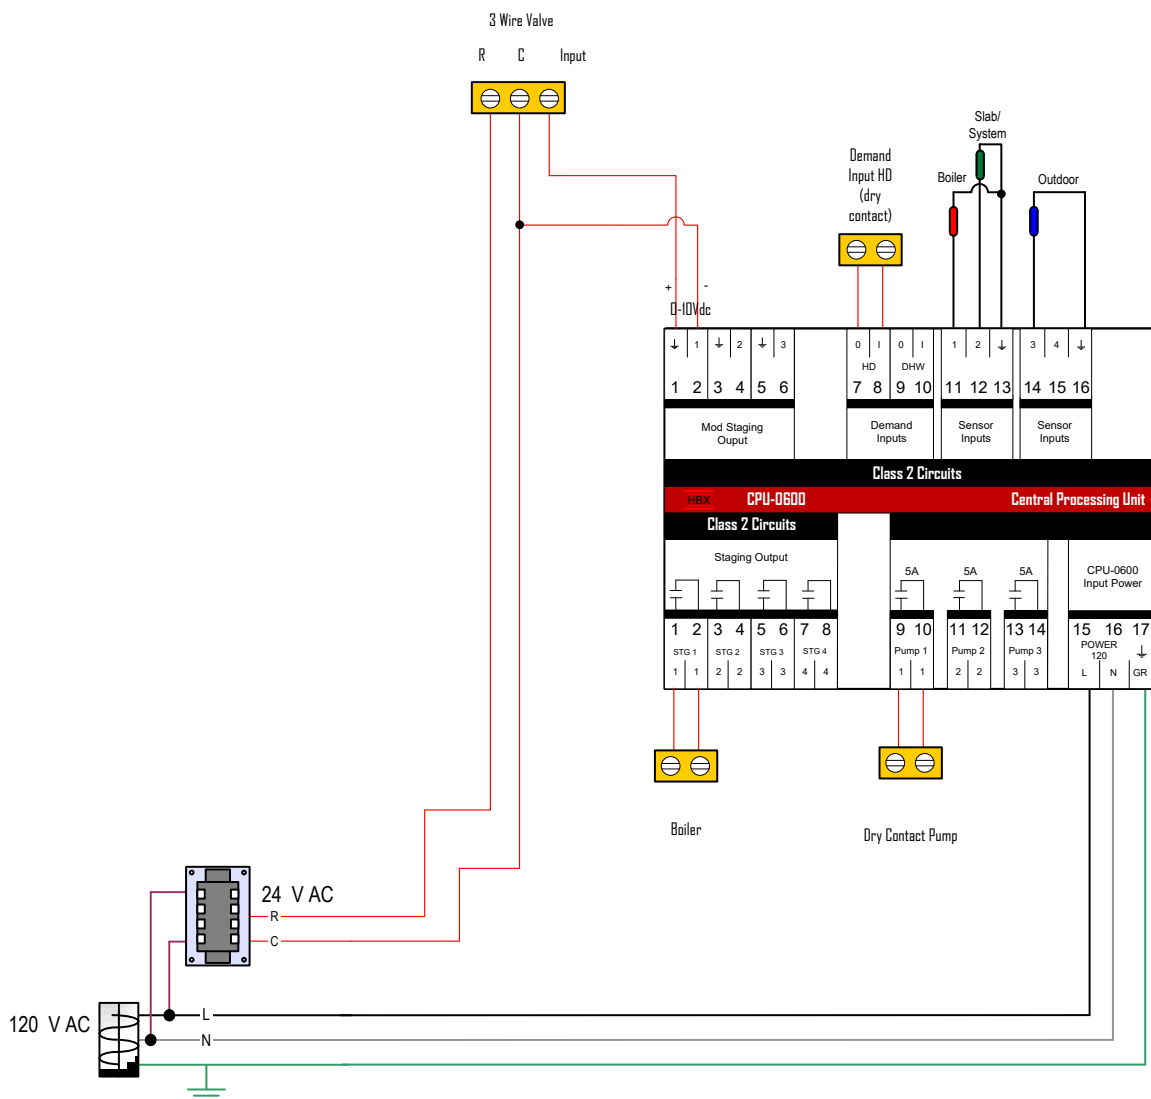 3 Wire Valve
R C Input
Slab/
System
Demand
Input HD
(dry
contact)
Boiler
Outdoor
+ -
0-10Vdc
1 2 3 0 I 0 I 1 2 3 4
HD DHW
1 2 3 4 5 6 7 8 9 10 11 12 13 14 15 16
Mod Staging
Ouput
Demand
Inputs
Sensor
Inputs
Sensor
Inputs
Class 2 Circuits
HBX CPU-0600 Central Processing Unit
Class 2 Circuits
Staging Output
5A 5A 5A
CPU-0600
Input Power
1 2 3 4 5 6 7 8 9 10 11 12 13 14 15 16 17
STG 1 STG 2 STG 3 STG 4 Pump 1 Pump 2 Pump 3
POWER
120
1 1 2 2 3 3 4 4 1 1 2 2 3 3 L N GR
Boiler
Dry Contact Pump
24 V AC
R
C
120 V AC
L
N